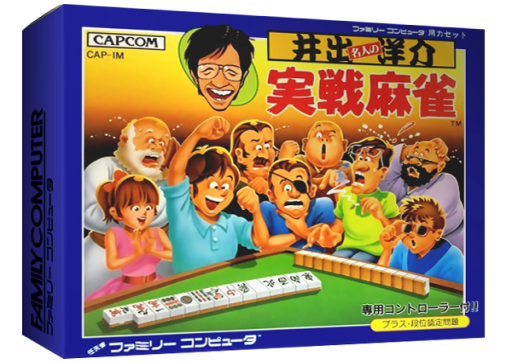 ファミリー コンピュータ用カセット
CAPCOM
CAP-IM
井出洋介
名人の
実戦麻雀
TM
FAMILY COMPUTER
ファミリー コンピュータ
専用コントローラー付!!
プラス・段位認定問題
ファミリー コンピュータ